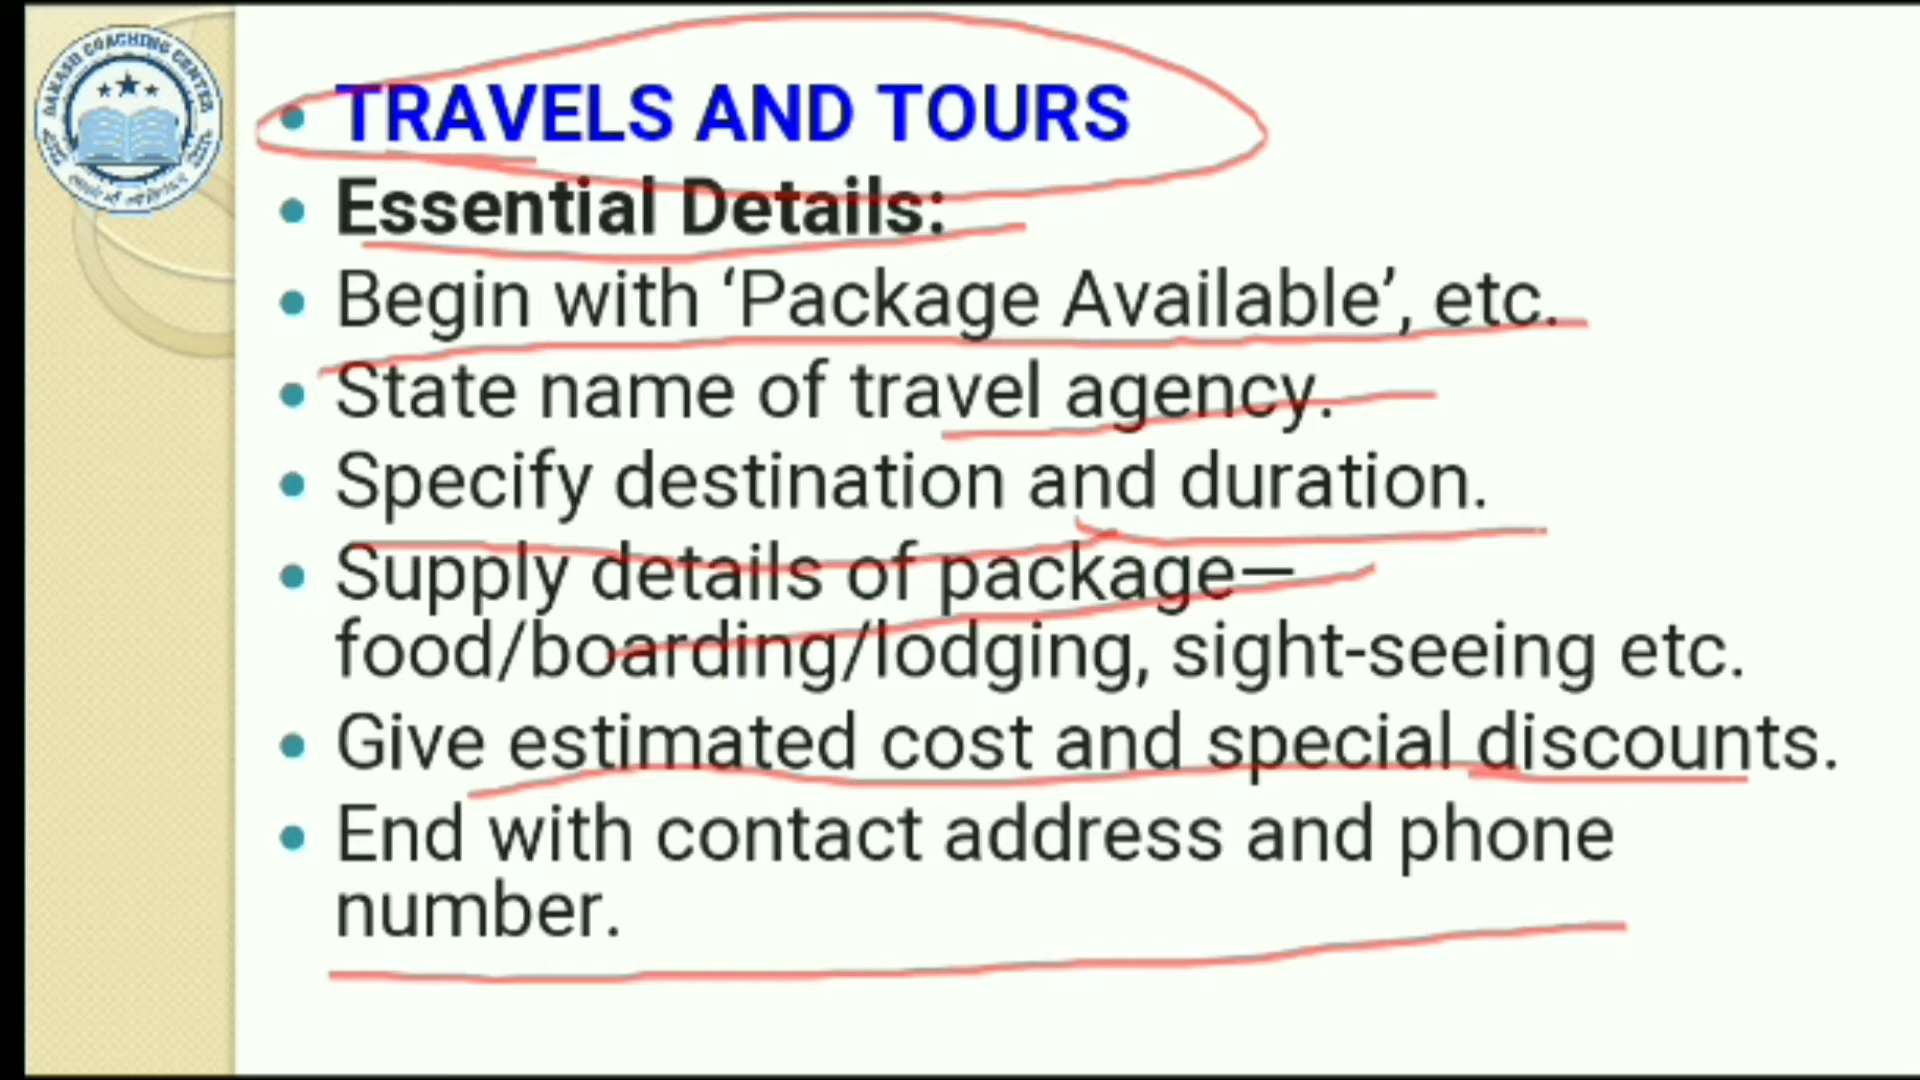 COACHING CENTER
• TRAVELS AND TOURS
• Essential Details:
• Begin with ‘Package Available’, etc.
• State name of travel agency.
• Specify destination and duration.
• Supply details of package—
food/boarding/lodging, sight-seeing etc.
• Give estimated cost and special discounts.
• End with contact address and phone
number.